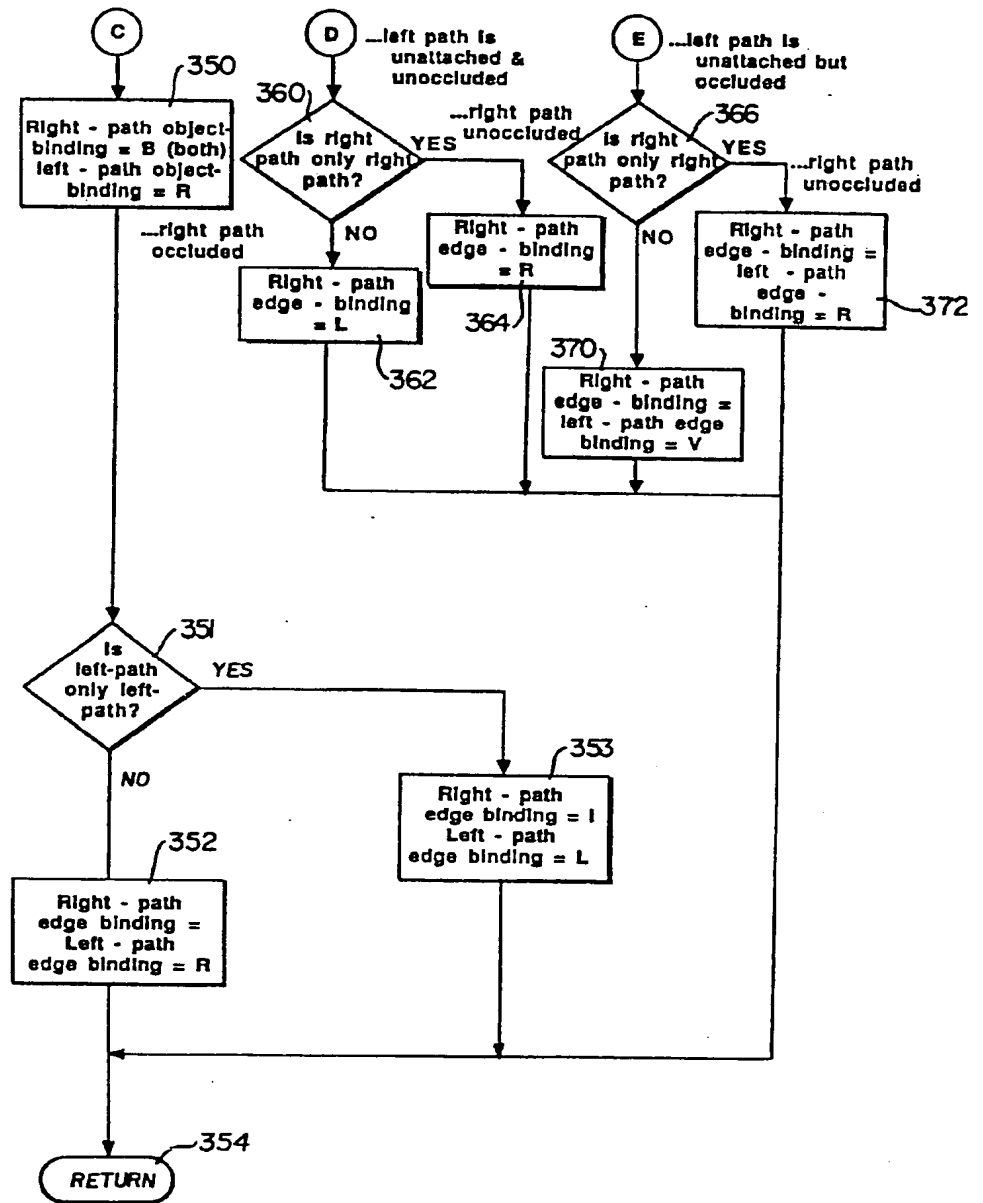 C
350
Right - path object-
binding = B (both)
left - path object-
binding = R
D
...left path is
unattached &
unoccluded
360
Is right
path only right
path?
YES
...right path
unoccluded
NO
...right path
occluded
Right - path
edge - binding
= L
362
Right - path
edge - binding
= R
364
E
...left path is
unattached but
occluded
366
Is right
path only right
path?
YES
...right path
unoccluded
NO
Right - path
edge - binding =
left - path
edge -
binding = R
372
370
Right - path
edge - binding =
left - path edge
binding = V
351
Is
left-path
only left-
path?
YES
NO
353
Right - path
edge binding = I
Left - path
edge binding = L
352
Right - path
edge binding =
Left - path
edge binding = R
354
RETURN